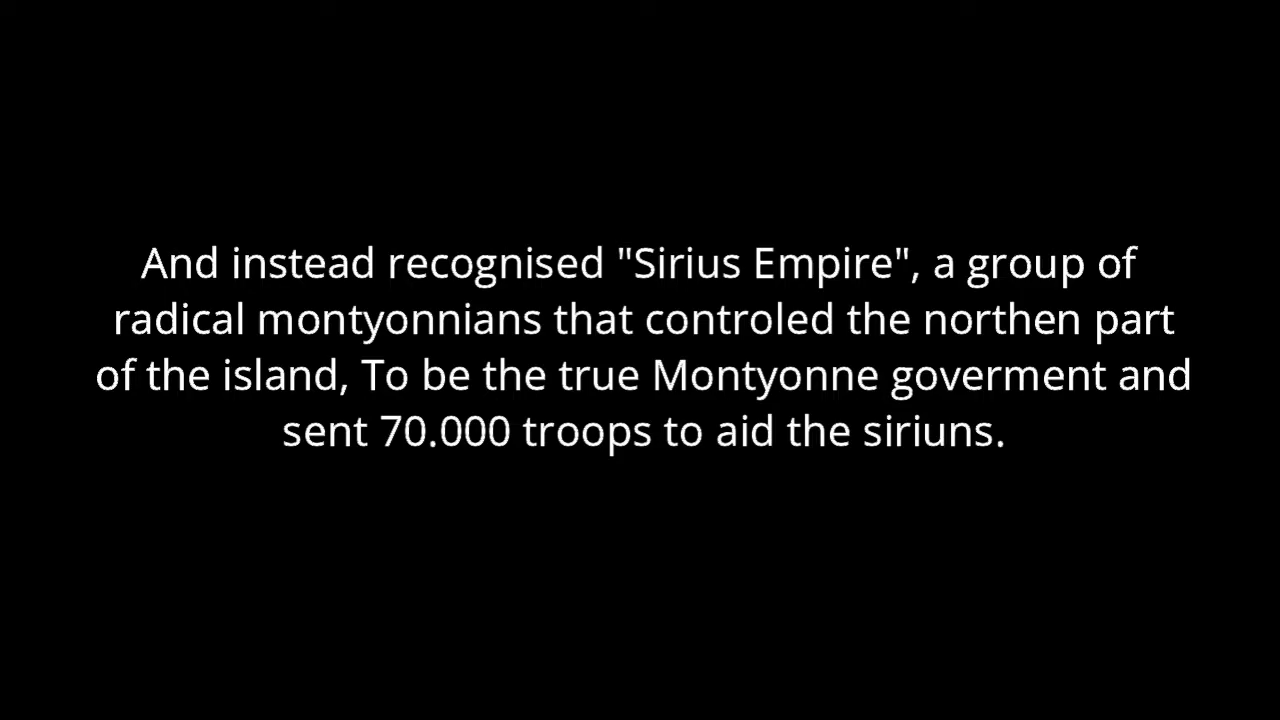 And instead recognised "Sirius Empire", a group of
radical montyonnians that controled the northen part
of the island, To be the true Montyonne goverment and
sent 70.000 troops to aid the siriuns.